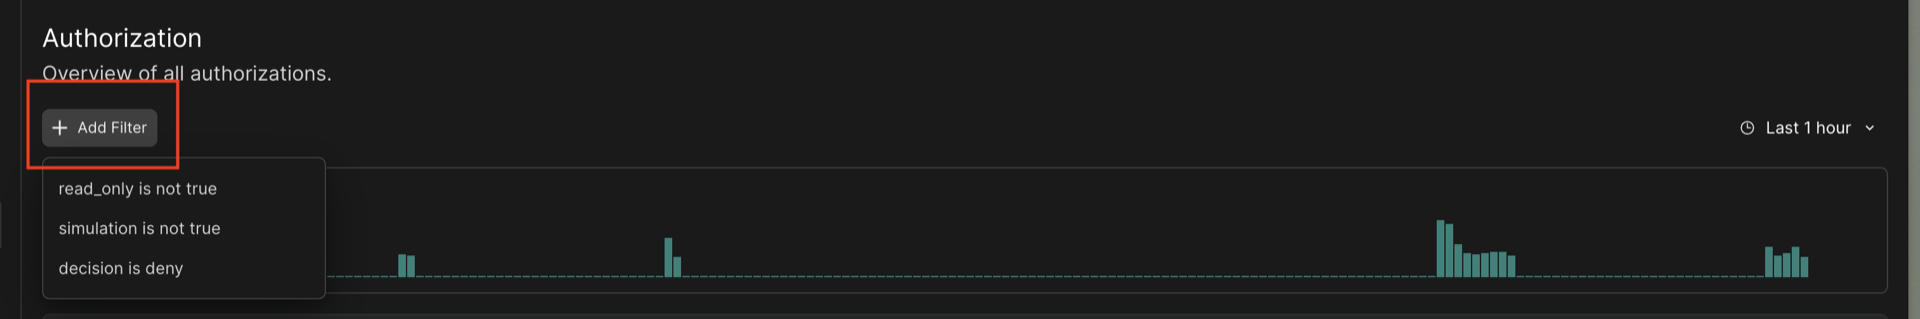 Authorization
Overview of all authorizations.
Add Filter
Last 1 hour
read_only is not true
simulation is not true
decision is deny